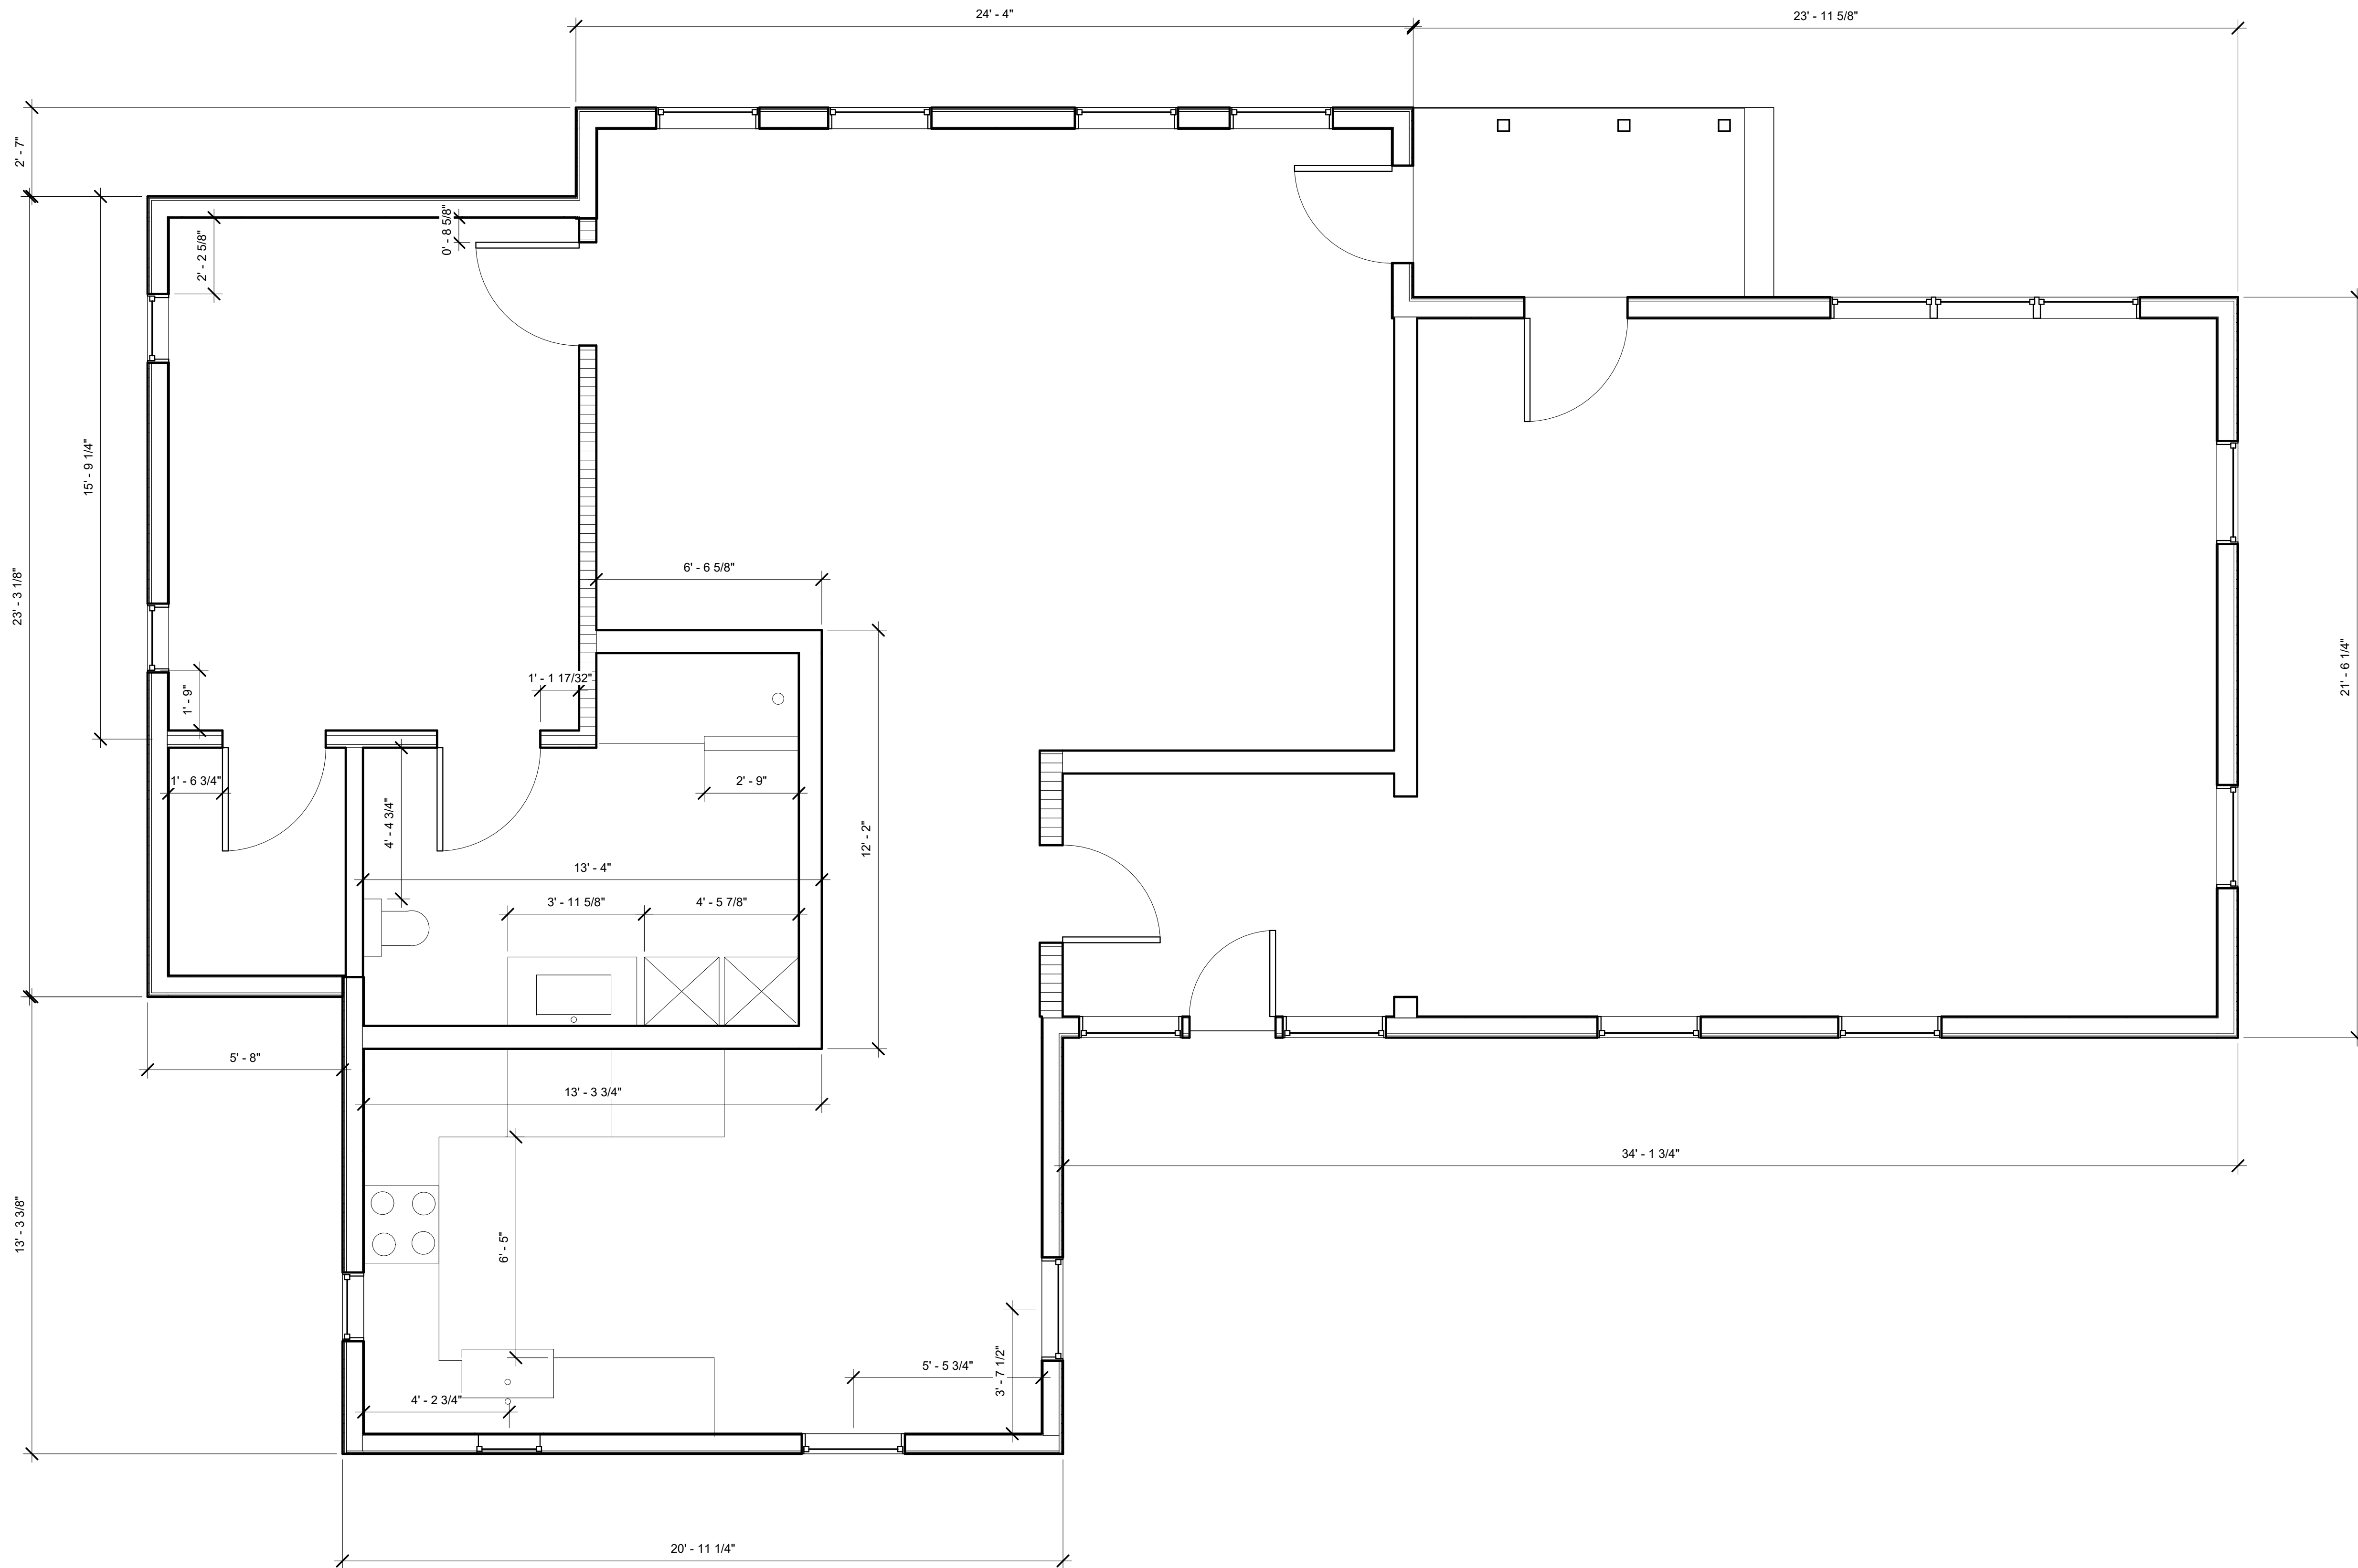 24' - 4"
23' - 11 5/8"
2' - 7"
0' - 8 5/8"
2' - 2 5/8"
15' - 9 1/4"
23' - 3 1/8"
6' - 6 5/8"
21' - 6 1/4"
1' - 1 17/32"
1' - 9"
1' - 6 3/4"
2' - 9"
4' - 4 3/4"
12' - 2"
13' - 4"
3' - 11 5/8"
4' - 5 7/8"
5' - 8"
13' - 3 3/4"
34' - 1 3/4"
13' - 3 3/8"
6' - 5"
5' - 5 3/4"
3' - 7 1/2"
4' - 2 3/4"
20' - 11 1/4"